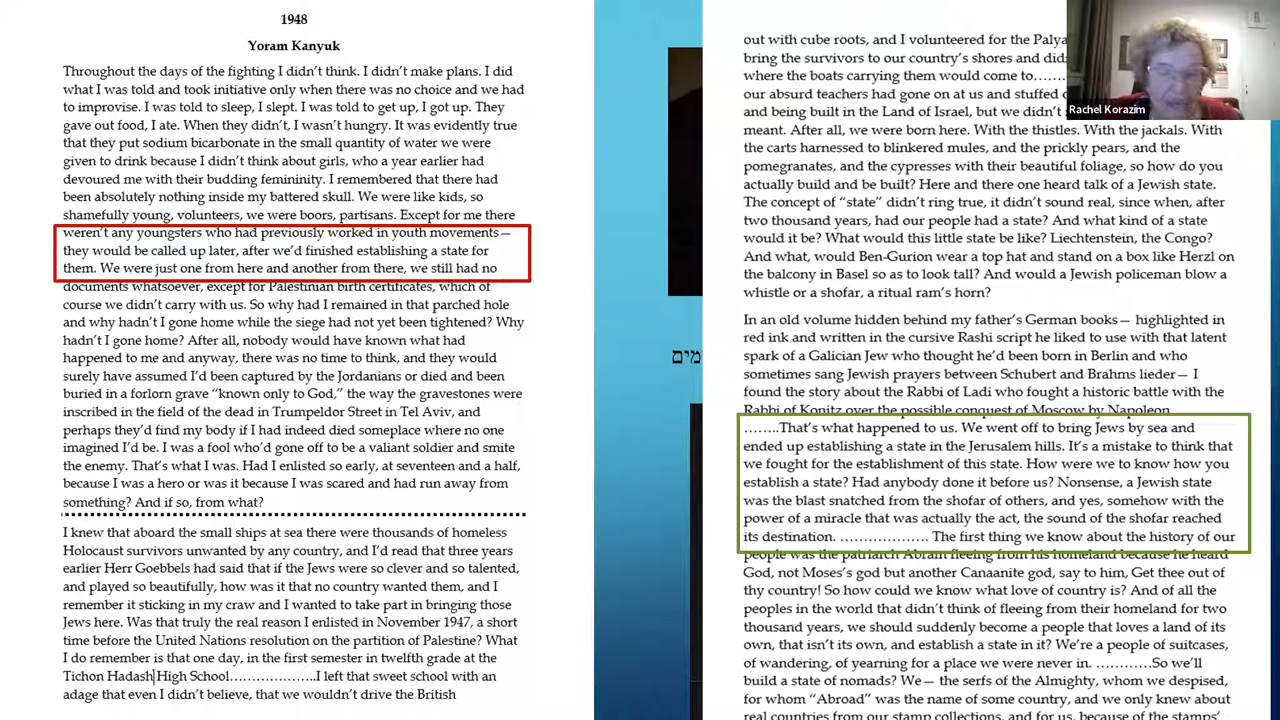 1948
Yoram Kanyuk
Throughout the days of the fighting I didn't think. I didn't make plans. I did
what I was told and took initiative only when there was no choice and we had
to improvise. I was told to sleep, I slept. I was told to get up, I got up. They
gave out food, I ate. When they didn't, I wasn't hungry. It was evidently true
that they put sodium bicarbonate in the small quantity of water we were
given to drink because I didn't think about girls, who a year earlier had
devoured me with their budding femininity. I remembered that there had
been absolutely nothing inside my battered skull. We were like kids, so
shamefully young, volunteers, we were boors, partisans. Except for me there
weren't any youngsters who had previously worked in youth movements—
they would be called up later, after we'd finished establishing a state for
them. We were just one from here and another from there, we still had no
documents whatsoever, except for Palestinian birth certificates, which of
course we didn't carry with us. So why had I remained in that parched hole
and why hadn't I gone home while the siege had not yet been tightened? Why
hadn't I gone home? After all, nobody would have known what had
happened to me and anyway, there was no time to think, and they would
surely have assumed I'd been captured by the Jordanians or died and been
buried in a forlorn grave “known only to God,” the way the gravestones were
inscribed in the field of the dead in Trumpeldor Street in Tel Aviv, and
perhaps they'd find my body if I had indeed died someplace where no one
imagined I'd be. I was a fool who'd gone off to be a valiant soldier and smite
the enemy. That's what I was. Had I enlisted so early, at seventeen and a half,
because I was a hero or was it because I was scared and had run away from
something? And if so, from what?
I knew that aboard the small ships at sea there were thousands of homeless
Holocaust survivors unwanted by any country, and I'd read that three years
earlier Herr Goebbels had said that if the Jews were so clever and so talented,
and played so beautifully, how was it that no country wanted them, and I
remember it sticking in my craw and I wanted to take part in bringing those
Jews here. Was that truly the real reason I enlisted in November 1947, a short
time before the United Nations resolution on the partition of Palestine? What
I do remember is that one day, in the first semester in twelfth grade at the
Tichon Hadash High School………………..I left that sweet school with an
adage that even I didn't believe, that we wouldn't drive the British
מים
out with cube roots, and I volunteered for the Palya
bring the survivors to our country's shores and did
where the boats carrying them would come to……..
our absurd teachers had gone on at us and stuffed
and being built in the Land of Israel, but we didn't
meant. After all, we were born here. With the thistles. With the jackals. With
the carts harnessed to blinkered mules, and the prickly pears, and the
pomegranates, and the cypresses with their beautiful foliage, so how do you
actually build and be built? Here and there one heard talk of a Jewish state.
The concept of “state” didn't ring true, it didn't sound real, since when, after
two thousand years, had our people had a state? And what kind of a state
would it be? What would this little state be like? Liechtenstein, the Congo?
And what, would Ben-Gurion wear a top hat and stand on a box like Herzl on
the balcony in Basel so as to look tall? And would a Jewish policeman blow a
whistle or a shofar, a ritual ram's horn?
In an old volume hidden behind my father's German books— highlighted in
red ink and written in the cursive Rashi script he liked to use with that latent
spark of a Galician Jew who thought he'd been born in Berlin and who
sometimes sang Jewish prayers between Schubert and Brahms lieder— I
found the story about the Rabbi of Ladi who fought a historic battle with the
Rabbi of Konitz over the possible conquest of Moscow by Napoleon
……..That's what happened to us. We went off to bring Jews by sea and
ended up establishing a state in the Jerusalem hills. It's a mistake to think that
we fought for the establishment of this state. How were we to know how you
establish a state? Had anybody done it before us? Nonsense, a Jewish state
was the blast snatched from the shofar of others, and yes, somehow with the
power of a miracle that was actually the act, the sound of the shofar reached
its destination. ……………….. The first thing we know about the history of our
people was the patriarch Abram fleeing from his homeland because he heard
God, not Moses's god but another Canaanite god, say to him, Get thee out of
thy country! So how could we know what love of country is? And of all the
peoples in the world that didn't think of fleeing from their homeland for two
thousand years, we should suddenly become a people that loves a land of its
own, that isn't its own, and establish a state in it? We're a people of suitcases,
of wandering, of yearning for a place we were never in. …………So we'll
build a state of nomads? We— the serfs of the Almighty, whom we despised,
for whom “Abroad” was the name of some country, and we only knew about
real countries from our stamp collections, and for us, because of the stamps'
Rachel Korazim